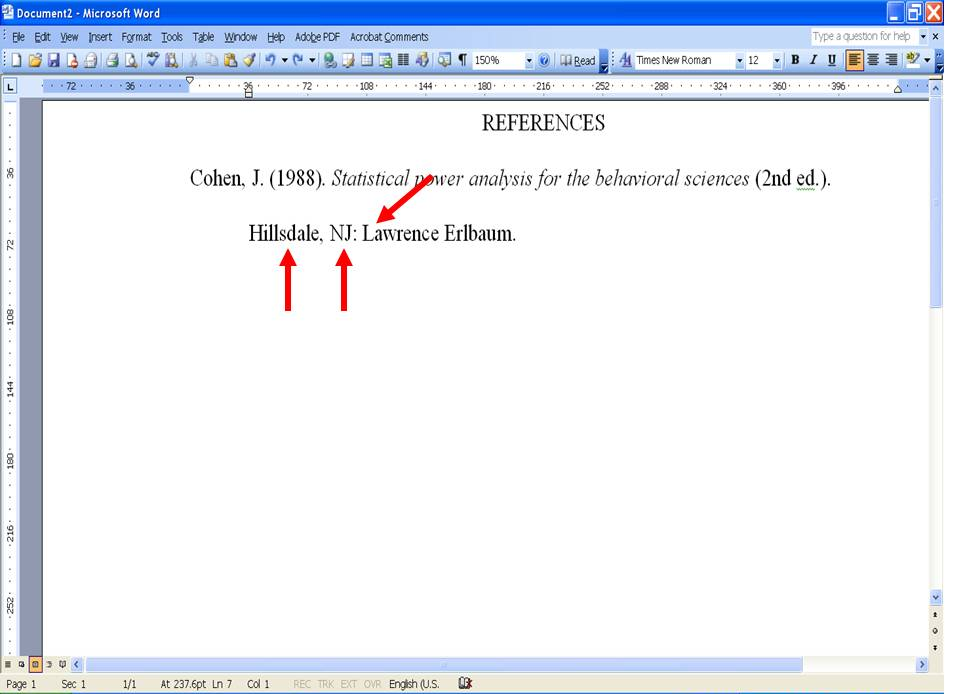 Document2 - Microsoft Word
File Edit View Insert Format Tools Table Window Help Adobe PDF Acrobat Comments Type a question for help
150% Read Times New Roman 12 B I U
72 36 36 72 108 144 180 216 252 288 324 360 396
REFERENCES
Cohen, J. (1988). Statistical power analysis for the behavioral sciences (2nd ed.).
Hillsdale, NJ: Lawrence Erlbaum.
36
72
108
144
180
216
252
Page 1 Sec 1 1/1 At 237.6pt Ln 7 Col 1 REC TRK EXT OVR English (U.S.